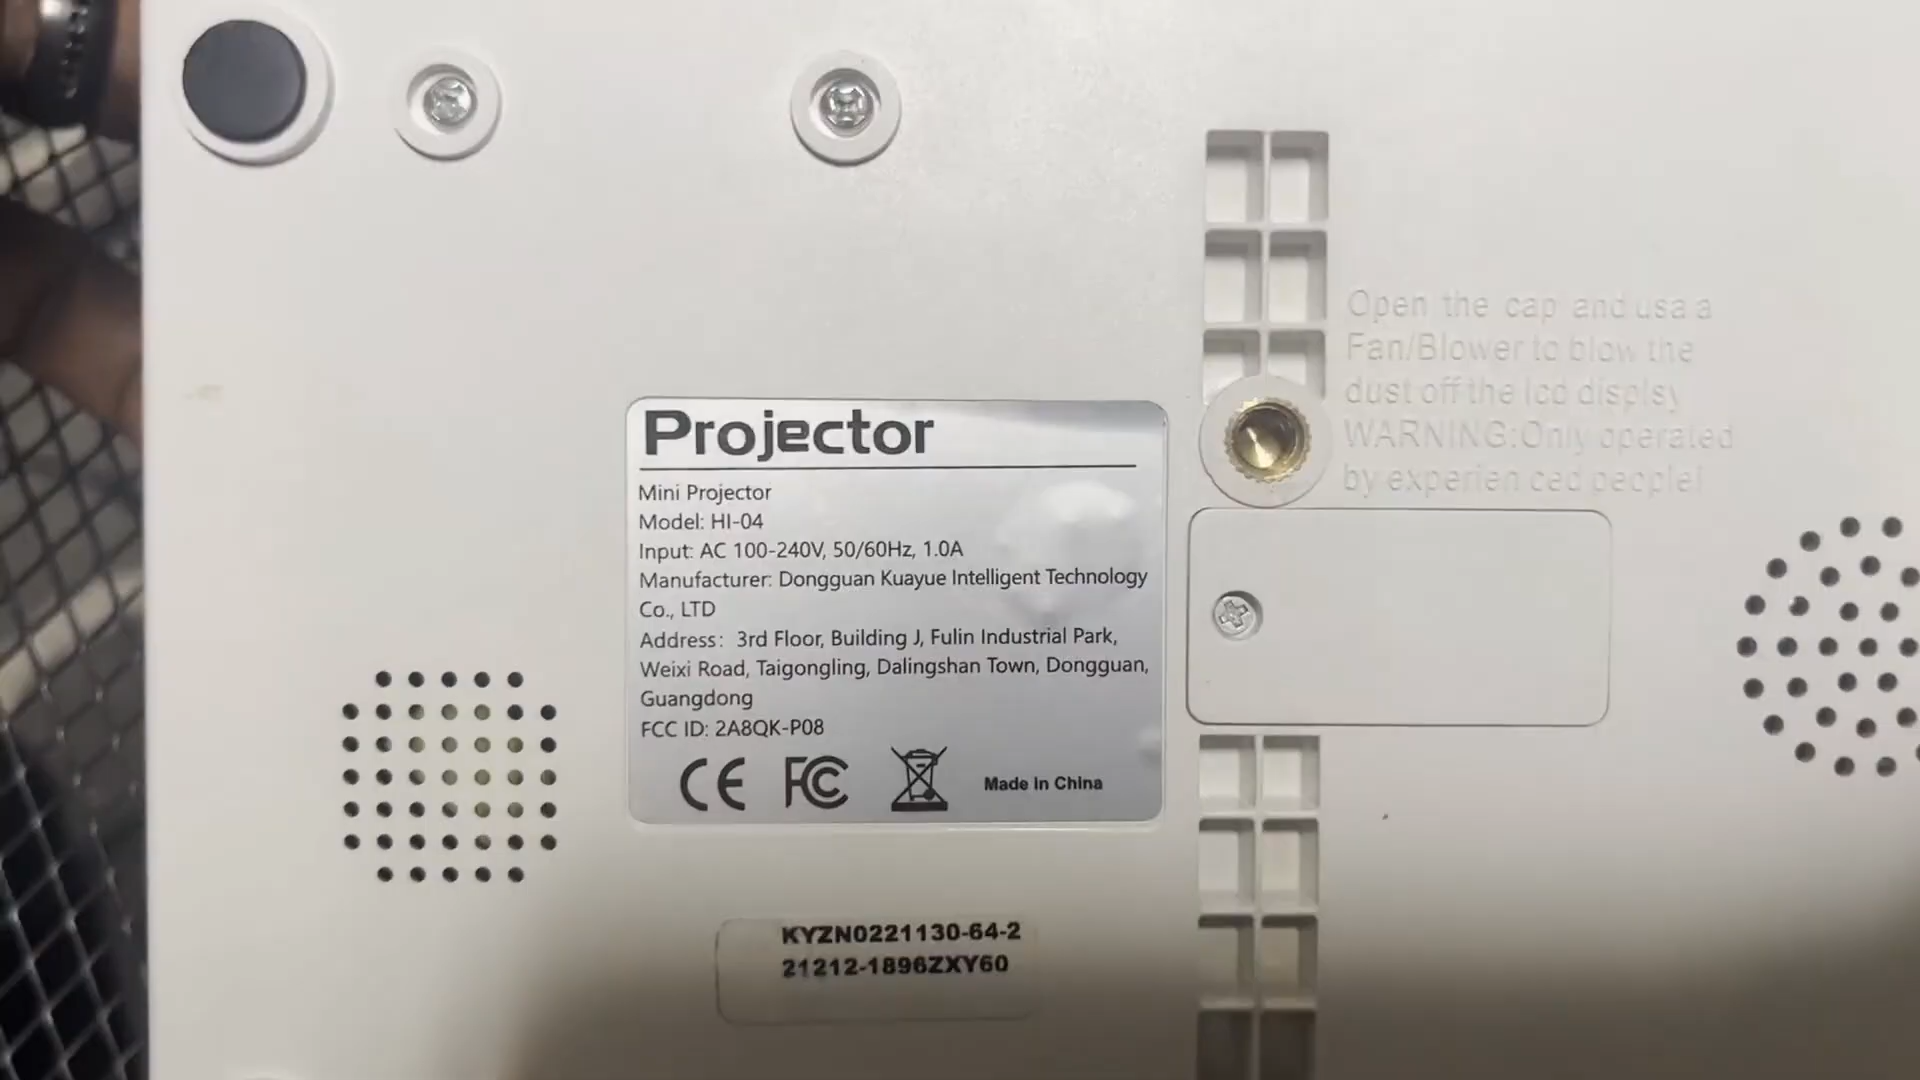 Open the cap and usa a
Fan/Blower to blow the
dust off the lcd display
WARNING:Only operated
by experien ced people!
Projector
Mini Projector
Model: HI-04
Input: AC 100-240V, 50/60Hz, 1.0A
Manufacturer: Dongguan Kuayue Intelligent Technology
Co., LTD
Address: 3rd Floor, Building J, Fulin Industrial Park,
Weixi Road, Taigongling, Dalingshan Town, Dongguan,
Guangdong
FCC ID: 2A8QK-P08
CE FC Made in China
KYZN0221130-64-2
21212-1896ZXY60